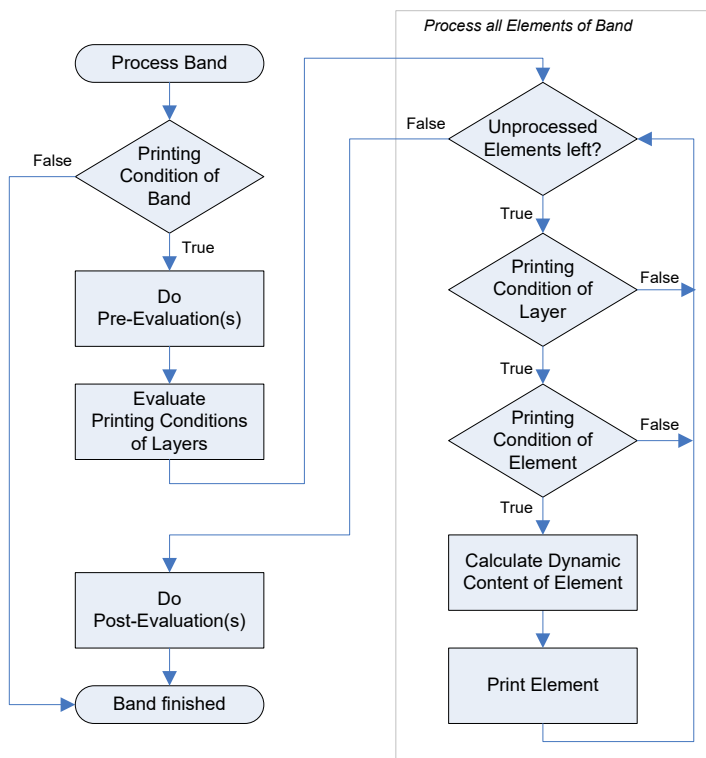 Process all Elements of Band
Process Band
False
Printing
Condition of
Band
True
Do
Pre-Evaluation(s)
Evaluate
Printing Conditions
of Layers
Do
Post-Evaluation(s)
Band finished
False
Unprocessed
Elements left?
True
Printing
Condition of
Layer
False
True
Printing
Condition of
Element
False
True
Calculate Dynamic
Content of Element
Print Element